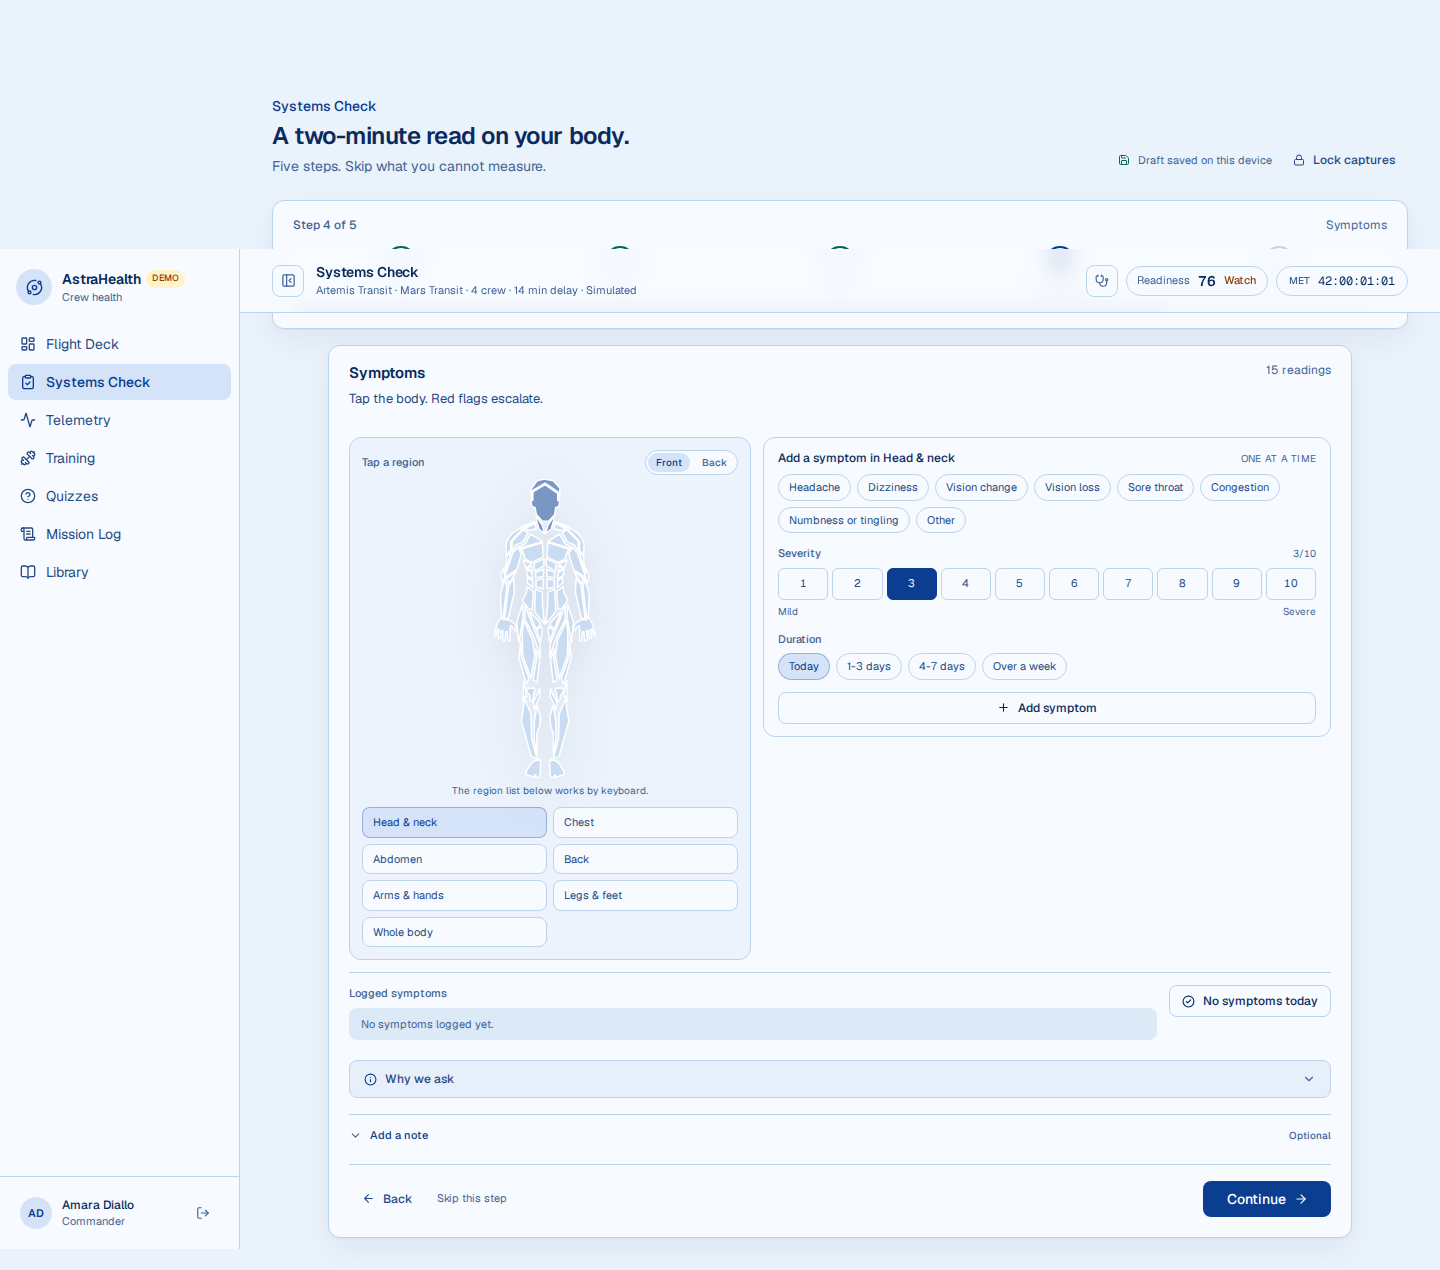 Systems Check
A two-minute read on your body.
Five steps. Skip what you cannot measure.
Draft saved on this device
Lock captures
Step 4 of 5
Symptoms
AstraHealth DEMO
Crew health
Systems Check
Artemis Transit · Mars Transit · 4 crew · 14 min delay · Simulated
Readiness 76 Watch
MET 42:00:01:01
Flight Deck
Systems Check
Telemetry
Training
Quizzes
Mission Log
Library
Symptoms
15 readings
Tap the body. Red flags escalate.
Tap a region
Front Back
The region list below works by keyboard.
Head & neck
Chest
Abdomen
Back
Arms & hands
Legs & feet
Whole body
Add a symptom in Head & neck
ONE AT A TIME
Headache Dizziness Vision change Vision loss Sore throat Congestion
Numbness or tingling Other
Severity
3/10
1 2 3 4 5 6 7 8 9 10
Mild
Severe
Duration
Today 1-3 days 4-7 days Over a week
Add symptom
Logged symptoms
No symptoms logged yet.
No symptoms today
Why we ask
Add a note
Optional
Back
Skip this step
Continue
AD
Amara Diallo
Commander